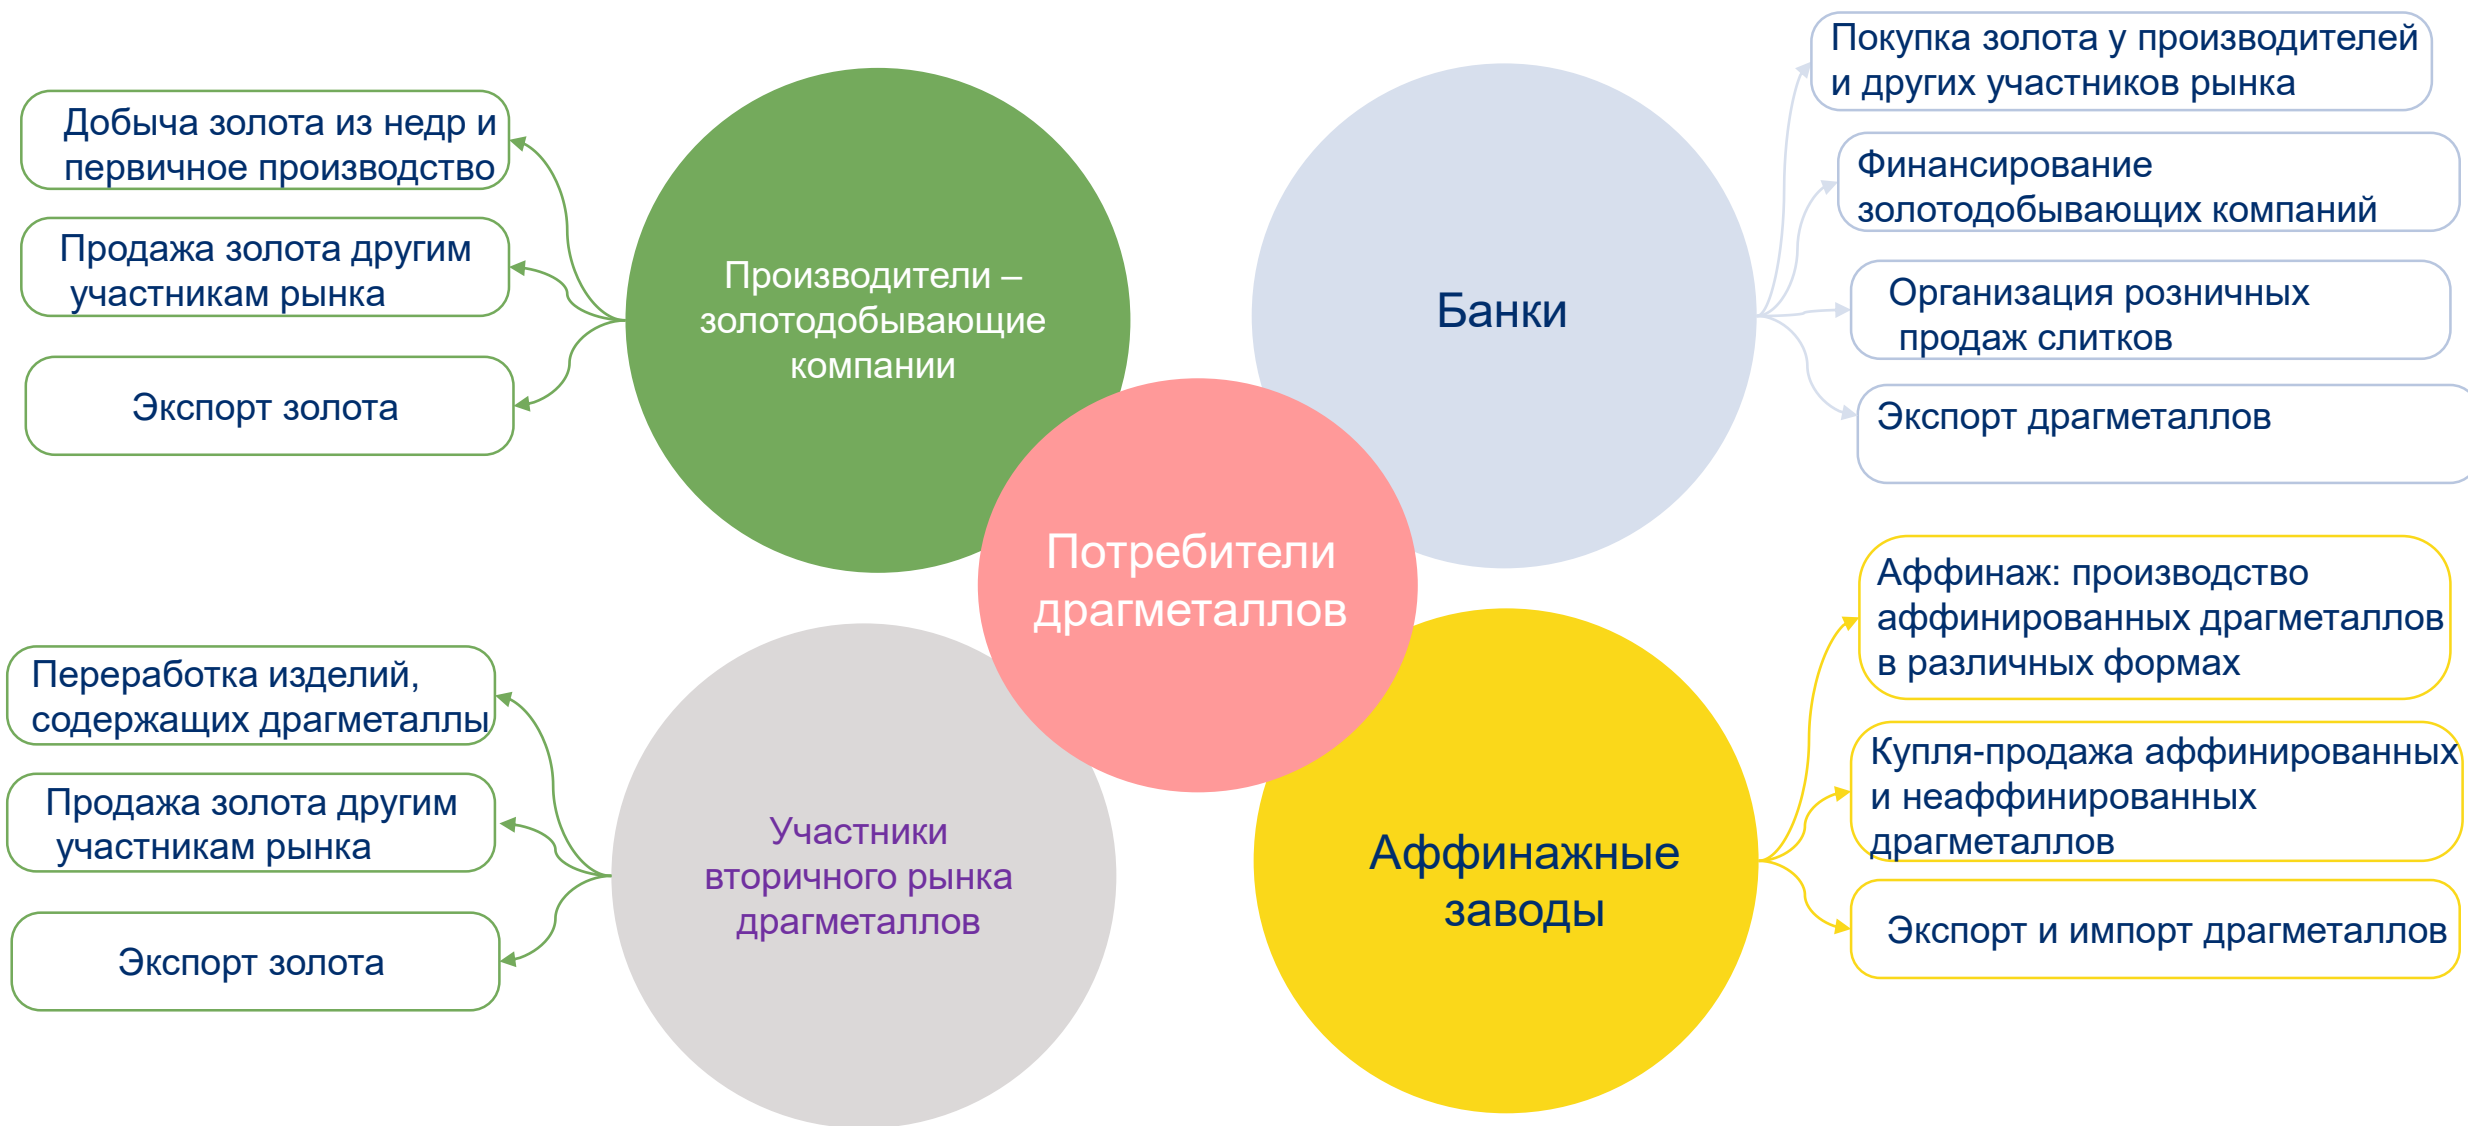 Добыча золота из недр и
первичное производство
Продажа золота другим
участникам рынка
Экспорт золота
Производители –
золотодобывающие
компании
Банки
Покупка золота у производителей
и других участников рынка
Финансирование
золотодобывающих компаний
Организация розничных
продаж слитков
Экспорт драгметаллов
Потребители
драгметаллов
Переработка изделий,
содержащих драгметаллы
Продажа золота другим
участникам рынка
Экспорт золота
Участники
вторичного рынка
драгметаллов
Аффинажные
заводы
Аффинаж: производство
аффинированных драгметаллов
в различных формах
Купля-продажа аффинированных
и неаффинированных
драгметаллов
Экспорт и импорт драгметаллов